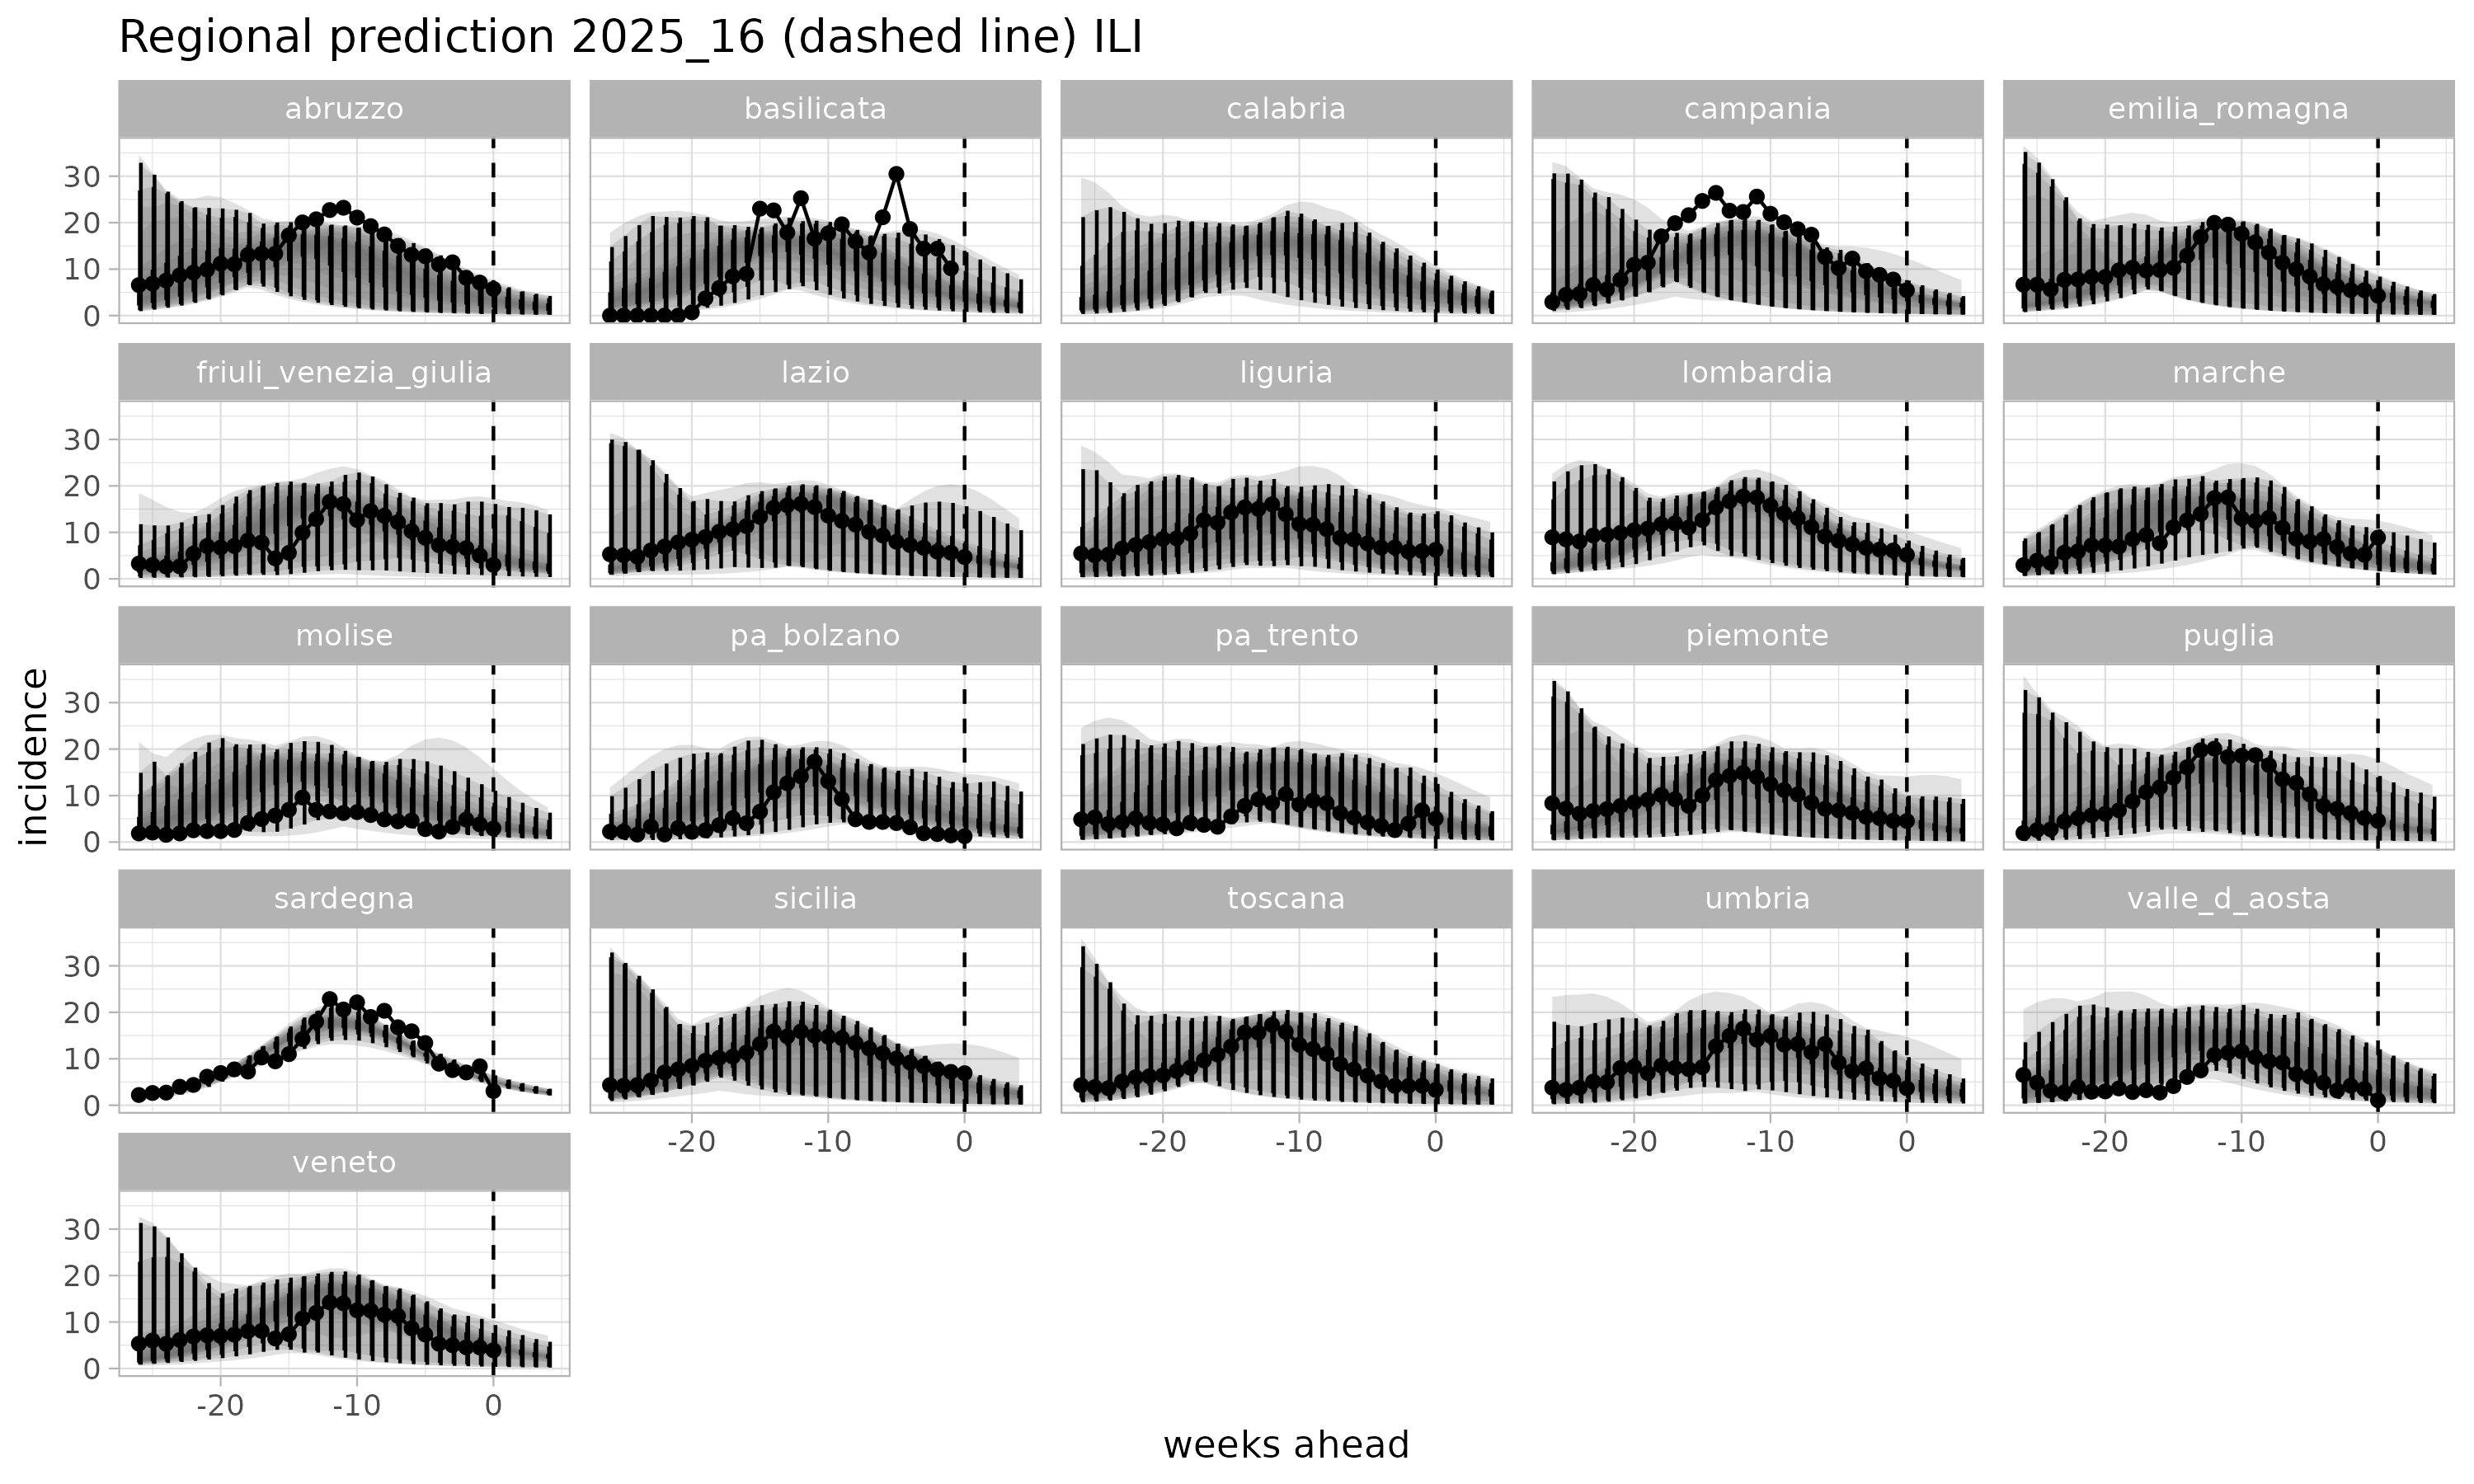 Regional prediction 2025_16 (dashed line) ILI
abruzzo basilicata calabria campania emilia_romagna
30
20
10
0
friuli_venezia_giulia lazio liguria lombardia marche
30
20
10
0
molise pa_bolzano pa_trento piemonte puglia
30
20
10
0
incidence
sardegna sicilia toscana umbria valle_d_aosta
30
20
10
0
-20 -10 0 -20 -10 0 -20 -10 0 -20 -10 0
veneto
30
20
10
0
-20 -10 0
weeks ahead